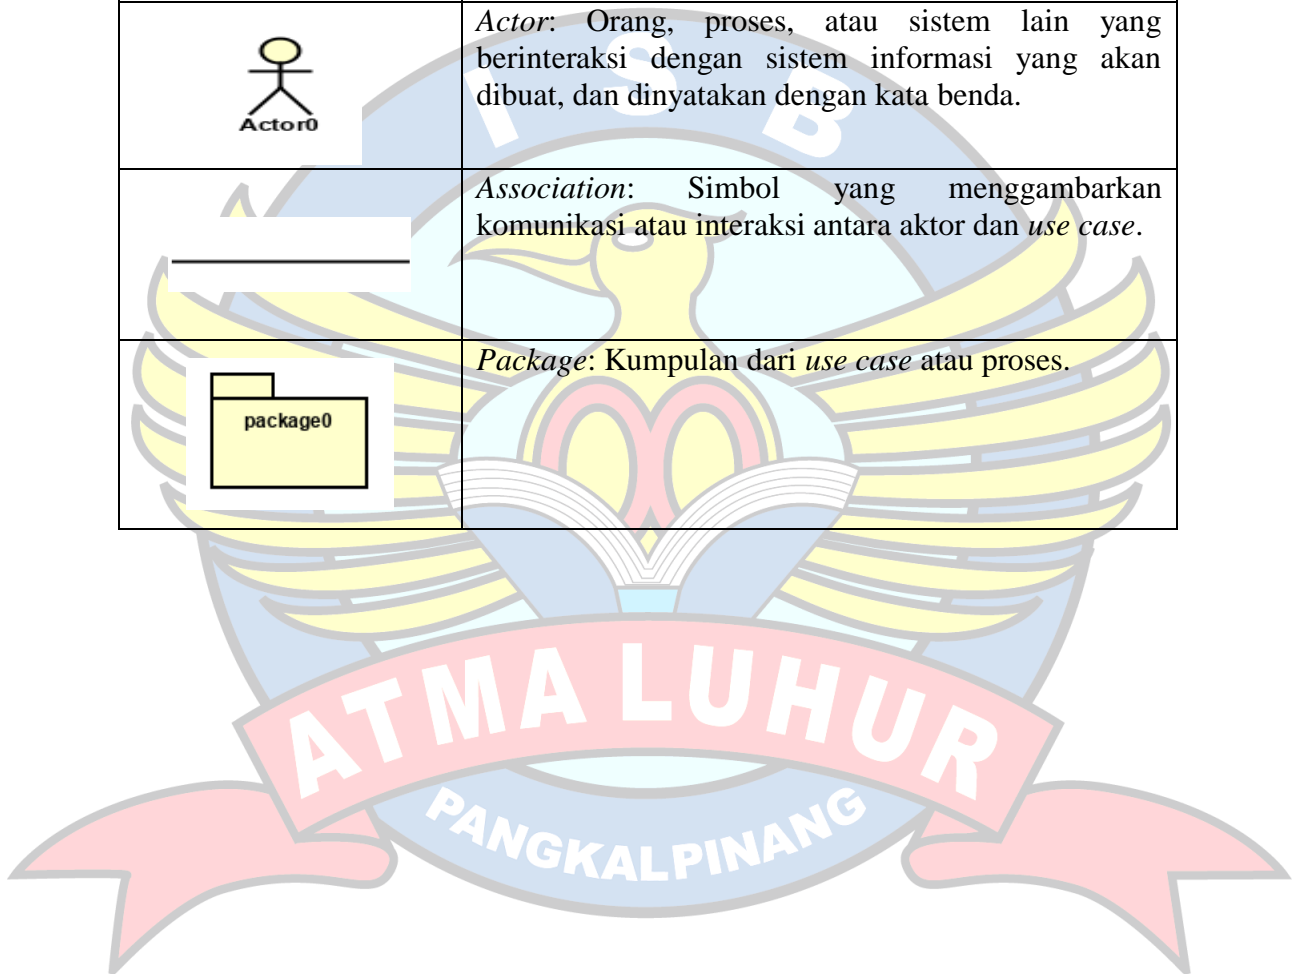 Actor: Orang, proses, atau sistem lain yang
berinteraksi dengan sistem informasi yang akan
dibuat, dan dinyatakan dengan kata benda.
Actor0
Association: Simbol yang menggambarkan
komunikasi atau interaksi antara aktor dan use case.
Package: Kumpulan dari use case atau proses.
package0
ISB
ATMA LUHUR
PANGKALPINANG